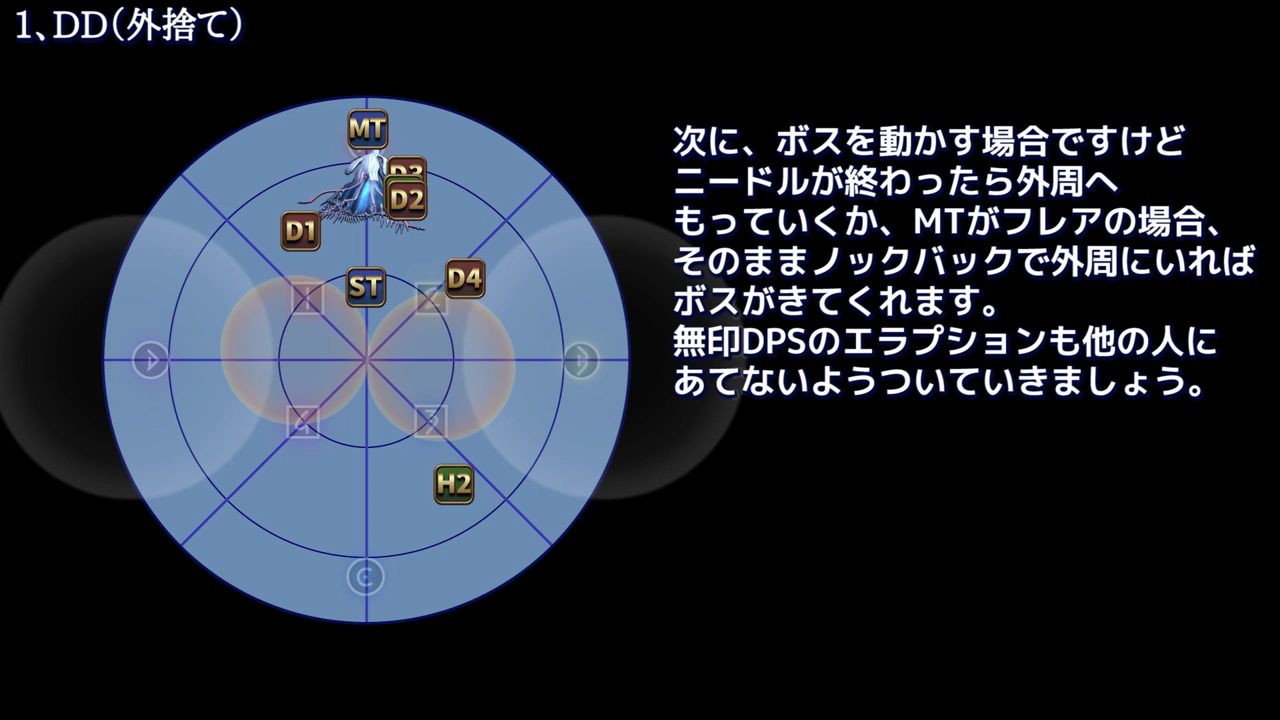 1、DD(外捨て)
MT
D3
D2
D1
ST
D4
1
2
4
3
H2
C
次に、ボスを動かす場合ですけど
ニードルが終わったら外周へ
もっていくか、MTがフレアの場合、
そのままノックバックで外周にいれば
ボスがきてくれます。
無印DPSのエラプションも他の人に
あてないようついていきましょう。